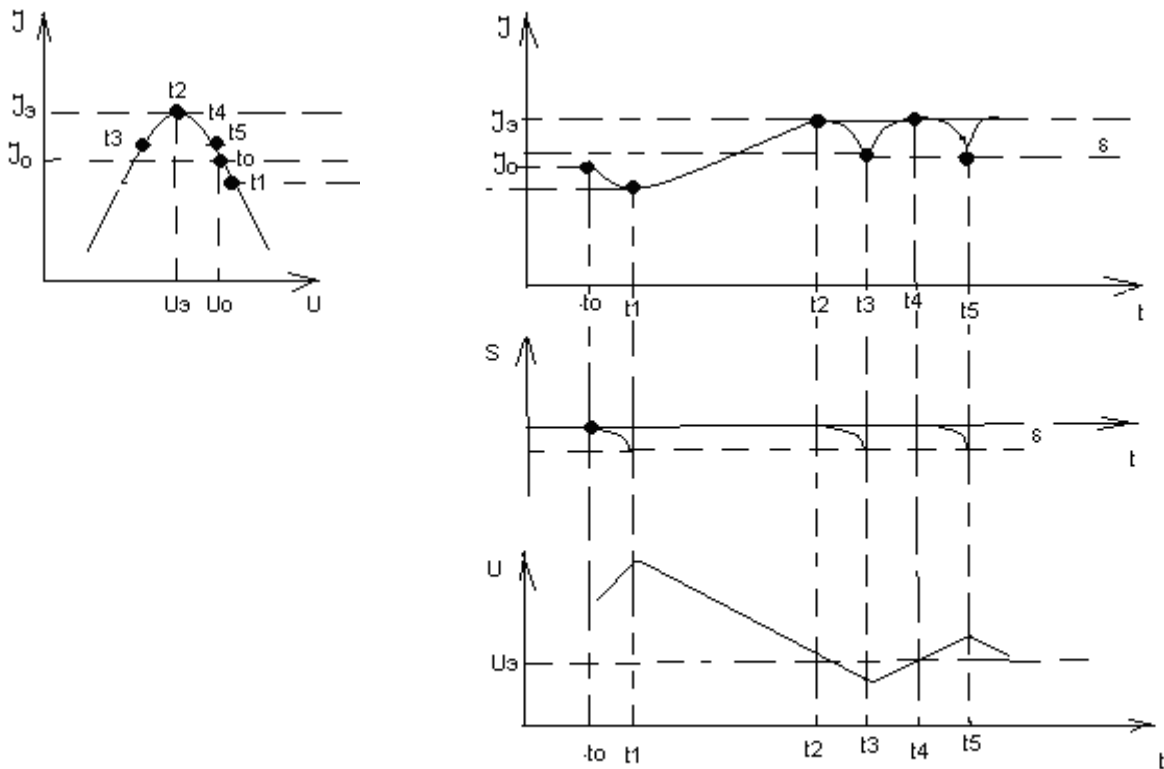 J J
t2
Jэ t4 Jэ
t3 t5
s
Jo to Jo
t1
Uэ Uo U
to t1 t2 t3 t4 t5 t
S
s
t
U
Uэ
to t1 t2 t3 t4 t5
t